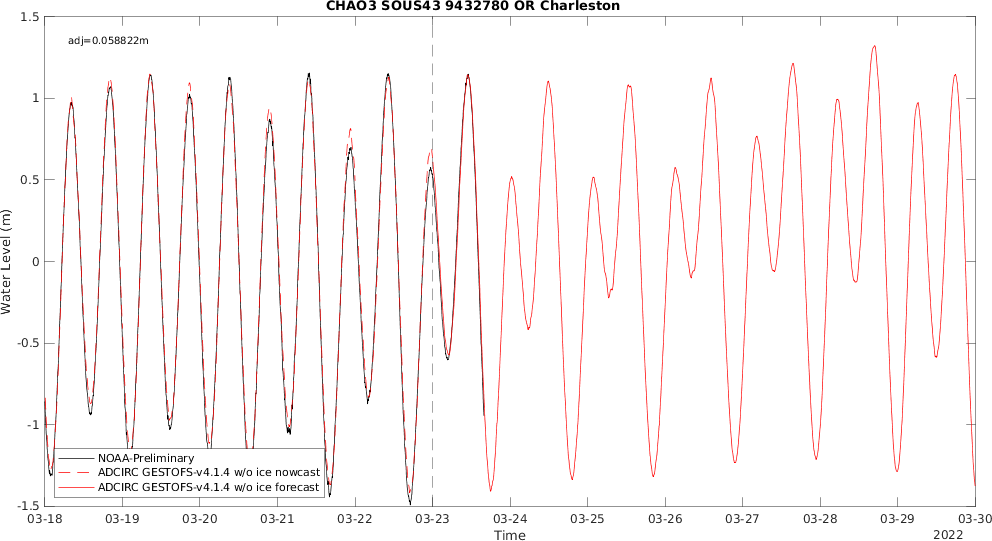 CHAO3 SOUS43 9432780 OR Charleston
adj=0.058822m
Water Level (m)
1.5
1
0.5
0
-0.5
-1
-1.5
NOAA-Preliminary
ADCIRC GESTOFS-v4.1.4 w/o ice nowcast
ADCIRC GESTOFS-v4.1.4 w/o ice forecast
03-18 03-19 03-20 03-21 03-22 03-23 03-24 03-25 03-26 03-27 03-28 03-29 03-30
Time
2022